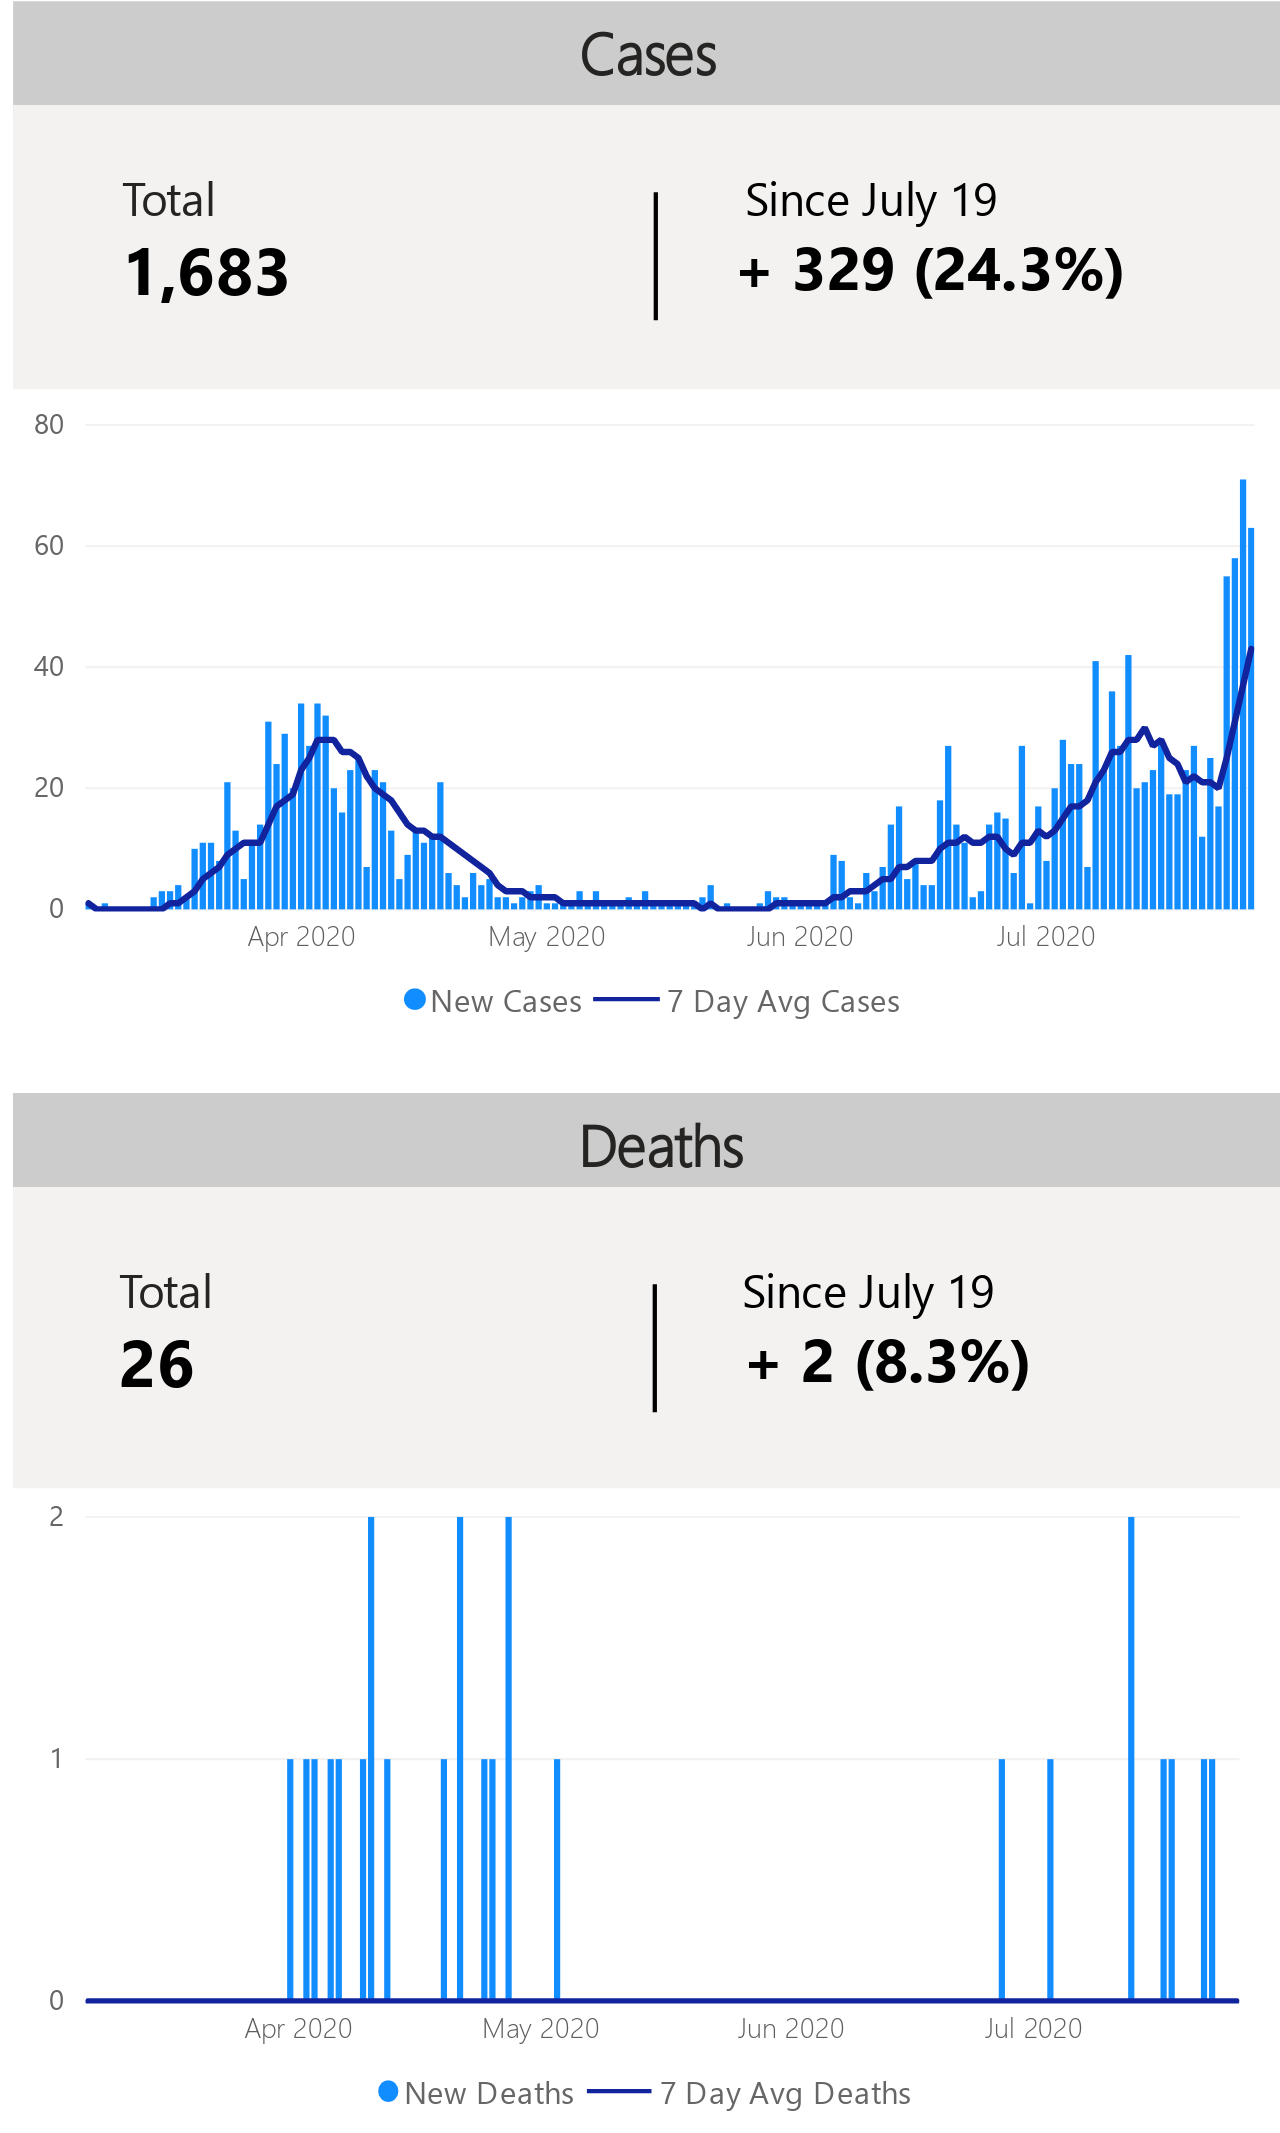 Cases
Total
1,683
Since July 19
+ 329 (24.3%)
80
60
40
20
0
Apr 2020
May 2020
Jun 2020
Jul 2020
New Cases
7 Day Avg Cases
Deaths
Total
26
Since July 19
+ 2 (8.3%)
2
1
0
Apr 2020
May 2020
Jun 2020
Jul 2020
New Deaths
7 Day Avg Deaths